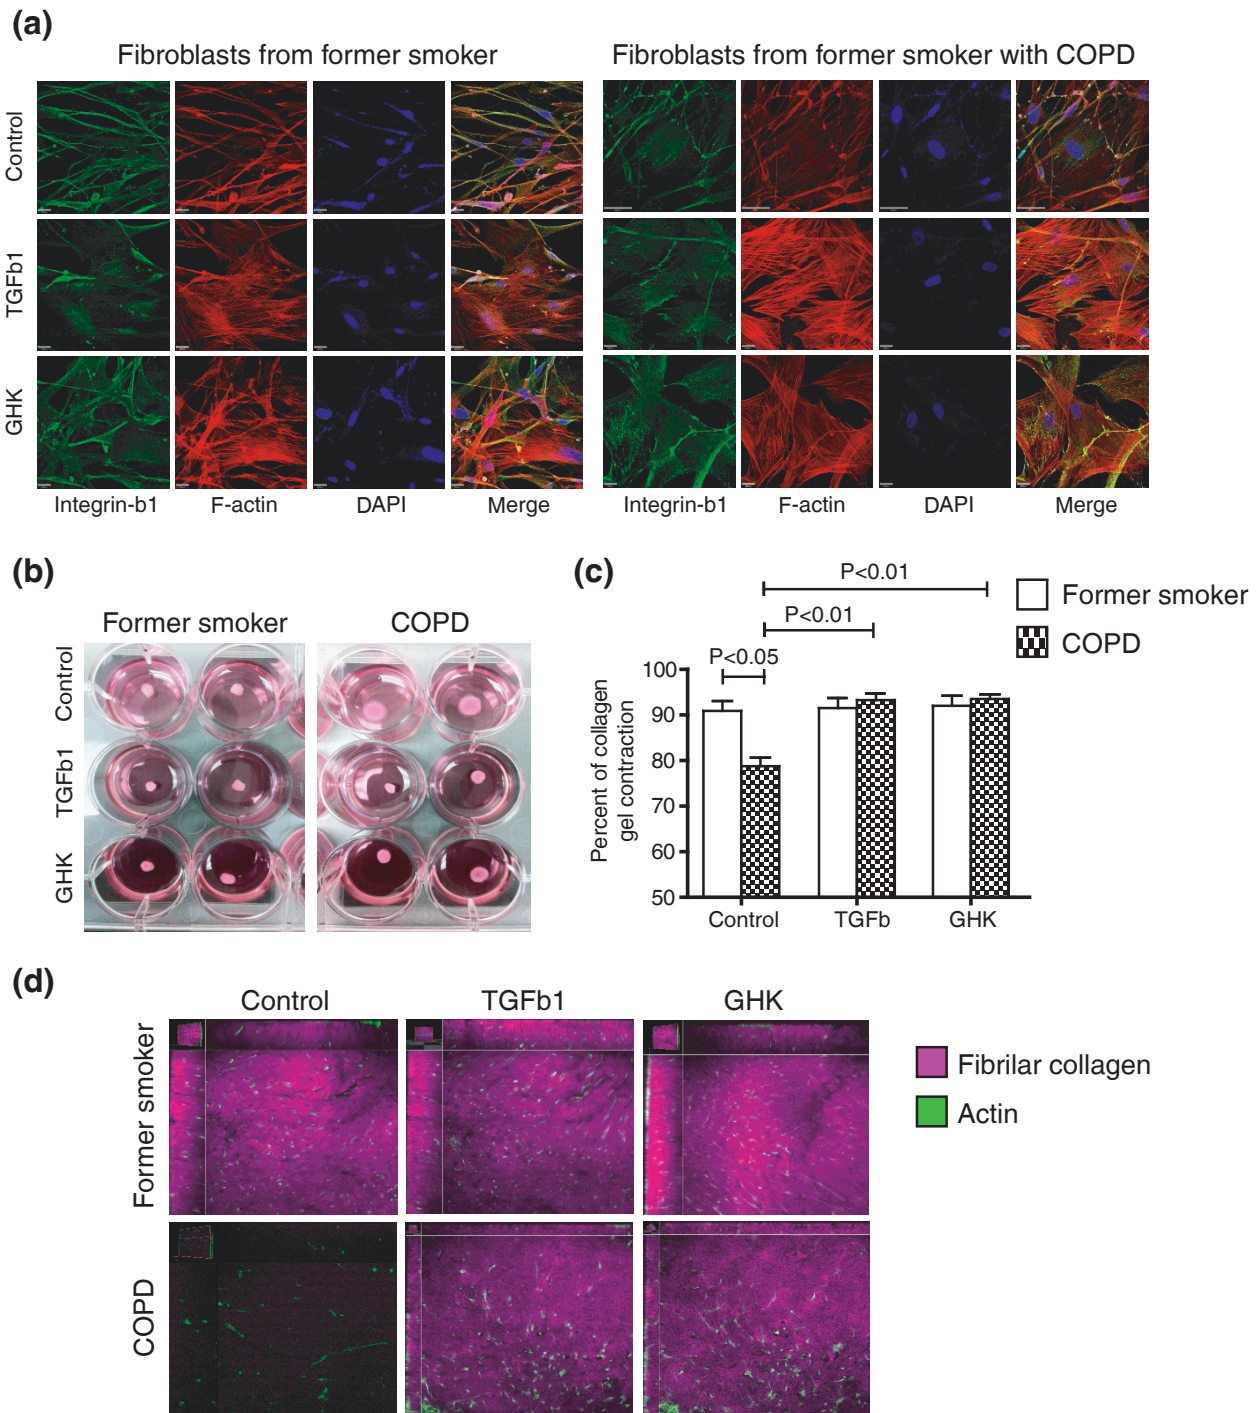 (a)
Fibroblasts from former smoker
Fibroblasts from former smoker with COPD
Control
TGFb1
GHK
Integrin-b1
F-actin
DAPI
Merge
Integrin-b1
F-actin
DAPI
Merge
(b)
Former smoker
COPD
Control
TGFb1
GHK
(c)
P<0.01
P<0.01
P<0.05
Former smoker
COPD
Percent of collagen
gel contraction
100
90
80
70
60
50
Control
TGFb
GHK
(d)
Control
TGFb1
GHK
Former smoker
COPD
Fibrilar collagen
Actin